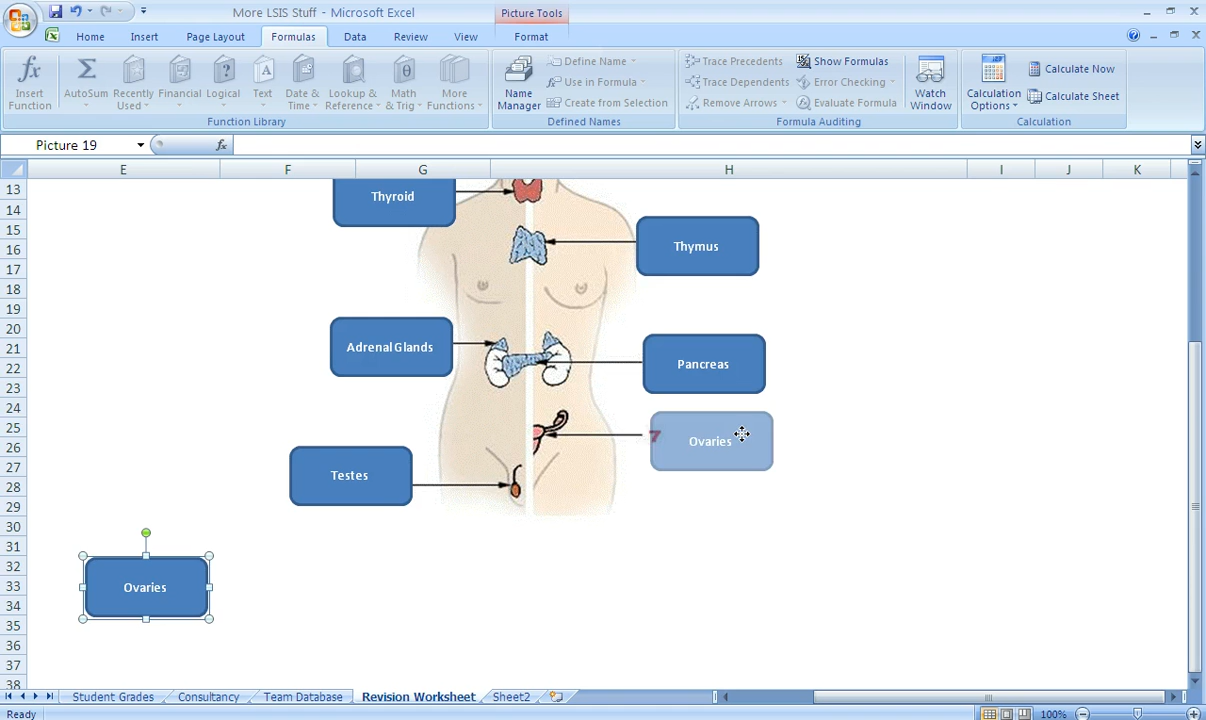 More LSIS Stuff - Microsoft Excel
Picture Tools
Home
Insert
Page Layout
Formulas
Data
Review
View
Format
fx
Insert Function
Σ
AutoSum
Recently Used
Financial
Logical
Text
Date & Time
Lookup & Reference
Math & Trig
More Functions
Function Library
Name Manager
Define Name
Use in Formula
Create from Selection
Defined Names
Trace Precedents
Trace Dependents
Remove Arrows
Show Formulas
Error Checking
Evaluate Formula
Formula Auditing
Watch Window
Calculation Options
Calculate Now
Calculate Sheet
Calculation
Picture 19
fx
E F G H I J K
13
14
15
16
17
18
19
20
21
22
23
24
25
26
27
28
29
30
31
32
33
34
35
36
37
38
Thyroid
Thymus
Adrenal Glands
Pancreas
7
Ovaries
Testes
Ovaries
Student Grades
Consultancy
Team Database
Revision Worksheet
Sheet2
Ready
100%